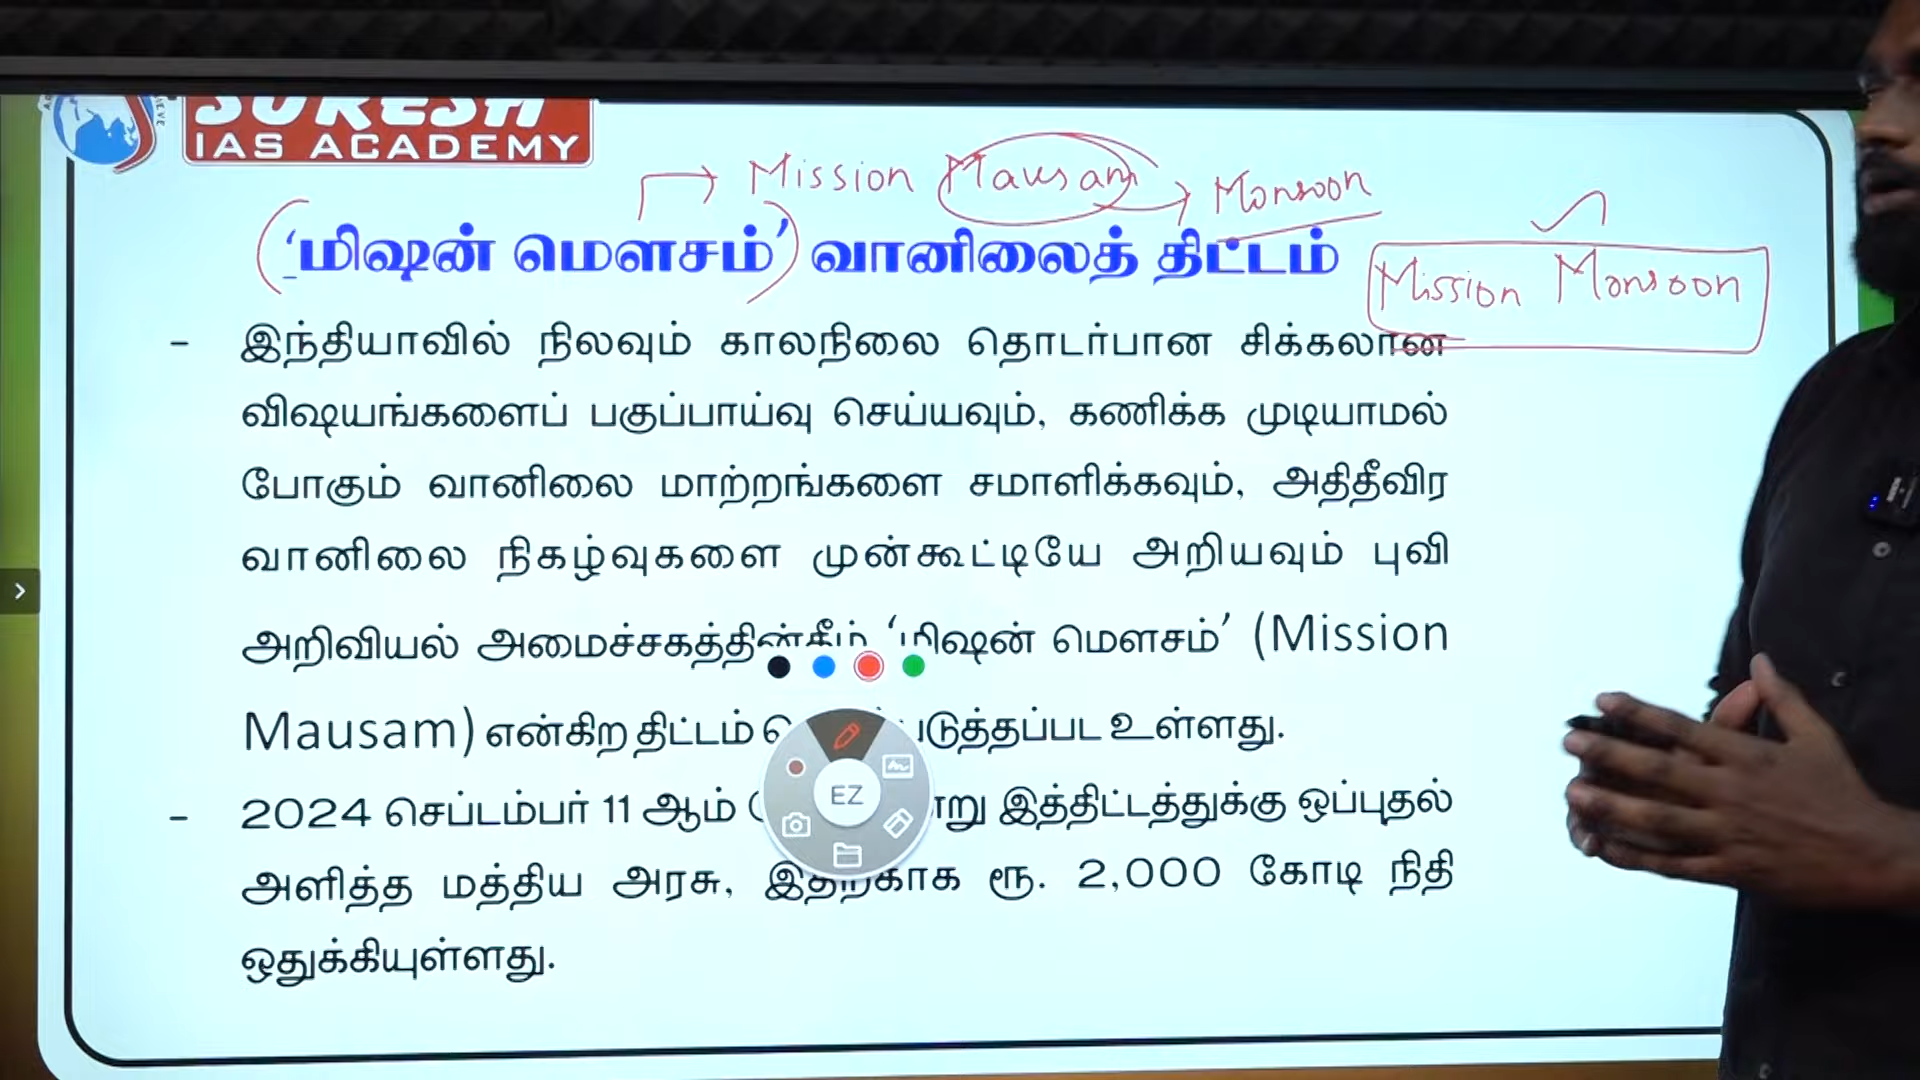 SURESH
IAS ACADEMY
Mission Mausam → Monsoon
'மிஷன் மௌசம்' வானிலைத் திட்டம்
Mission Monsoon
- இந்தியாவில் நிலவும் காலநிலை தொடர்பான சிக்கலான
விஷயங்களைப் பகுப்பாய்வு செய்யவும், கணிக்க முடியாமல்
போகும் வானிலை மாற்றங்களை சமாளிக்கவும், அதிதீவிர
வானிலை நிகழ்வுகளை முன்கூட்டியே அறியவும் புவி
அறிவியல் அமைச்சகத்தின்கீழ் 'மிஷன் மௌசம்' (Mission
Mausam) என்கிற திட்டம் உள்ளது.
- 2024 செப்டம்பர் 11 ஆம் இத்திட்டத்துக்கு ஒப்புதல்
அளித்த மத்திய அரசு, இதற்காக ரூ. 2,000 கோடி நிதி
ஒதுக்கியுள்ளது.
EZ